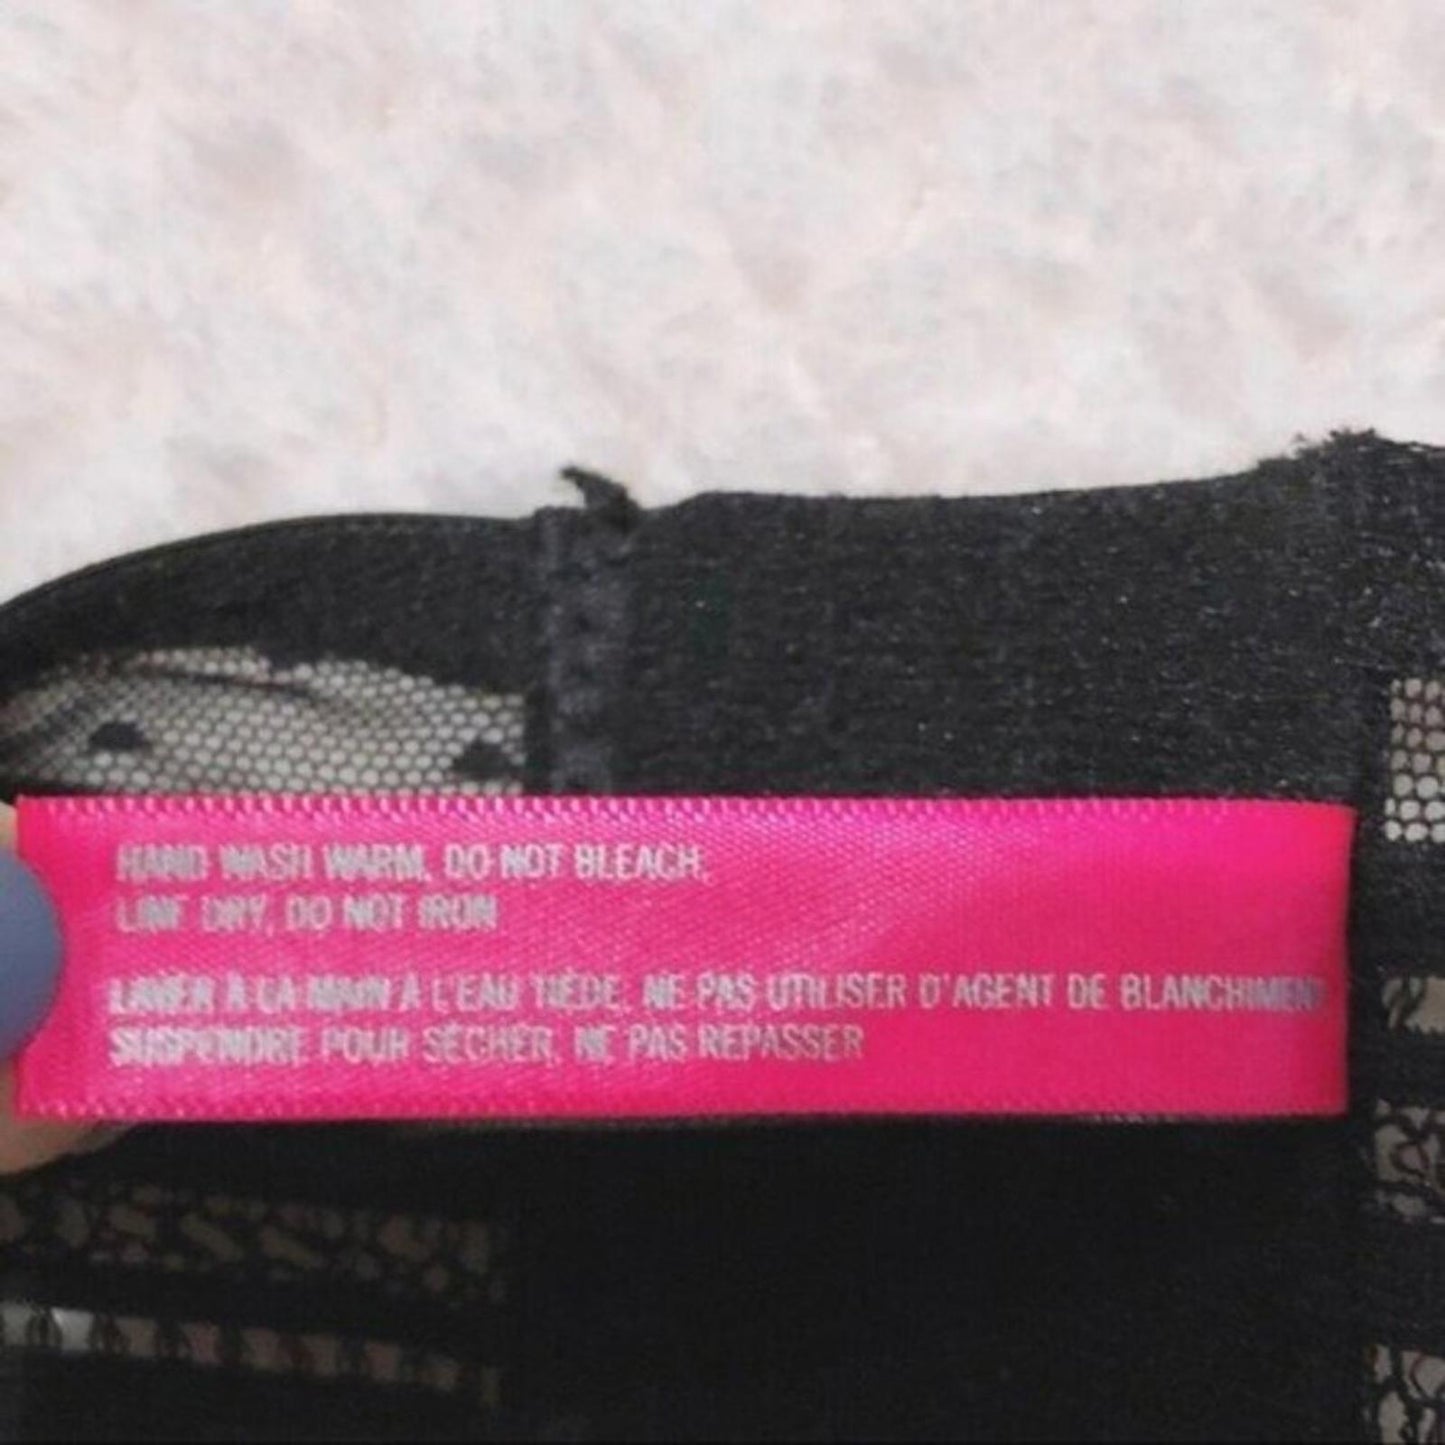 HAND WASH WARM, DO NOT BLEACH,
LINE DRY, DO NOT IRON
LAVER À LA MAIN À L'EAU TIÈDE, NE PAS UTILISER D'AGENT DE BLANCHIMENT
SUSPENDRE POUR SÉCHER, NE PAS REPASSER